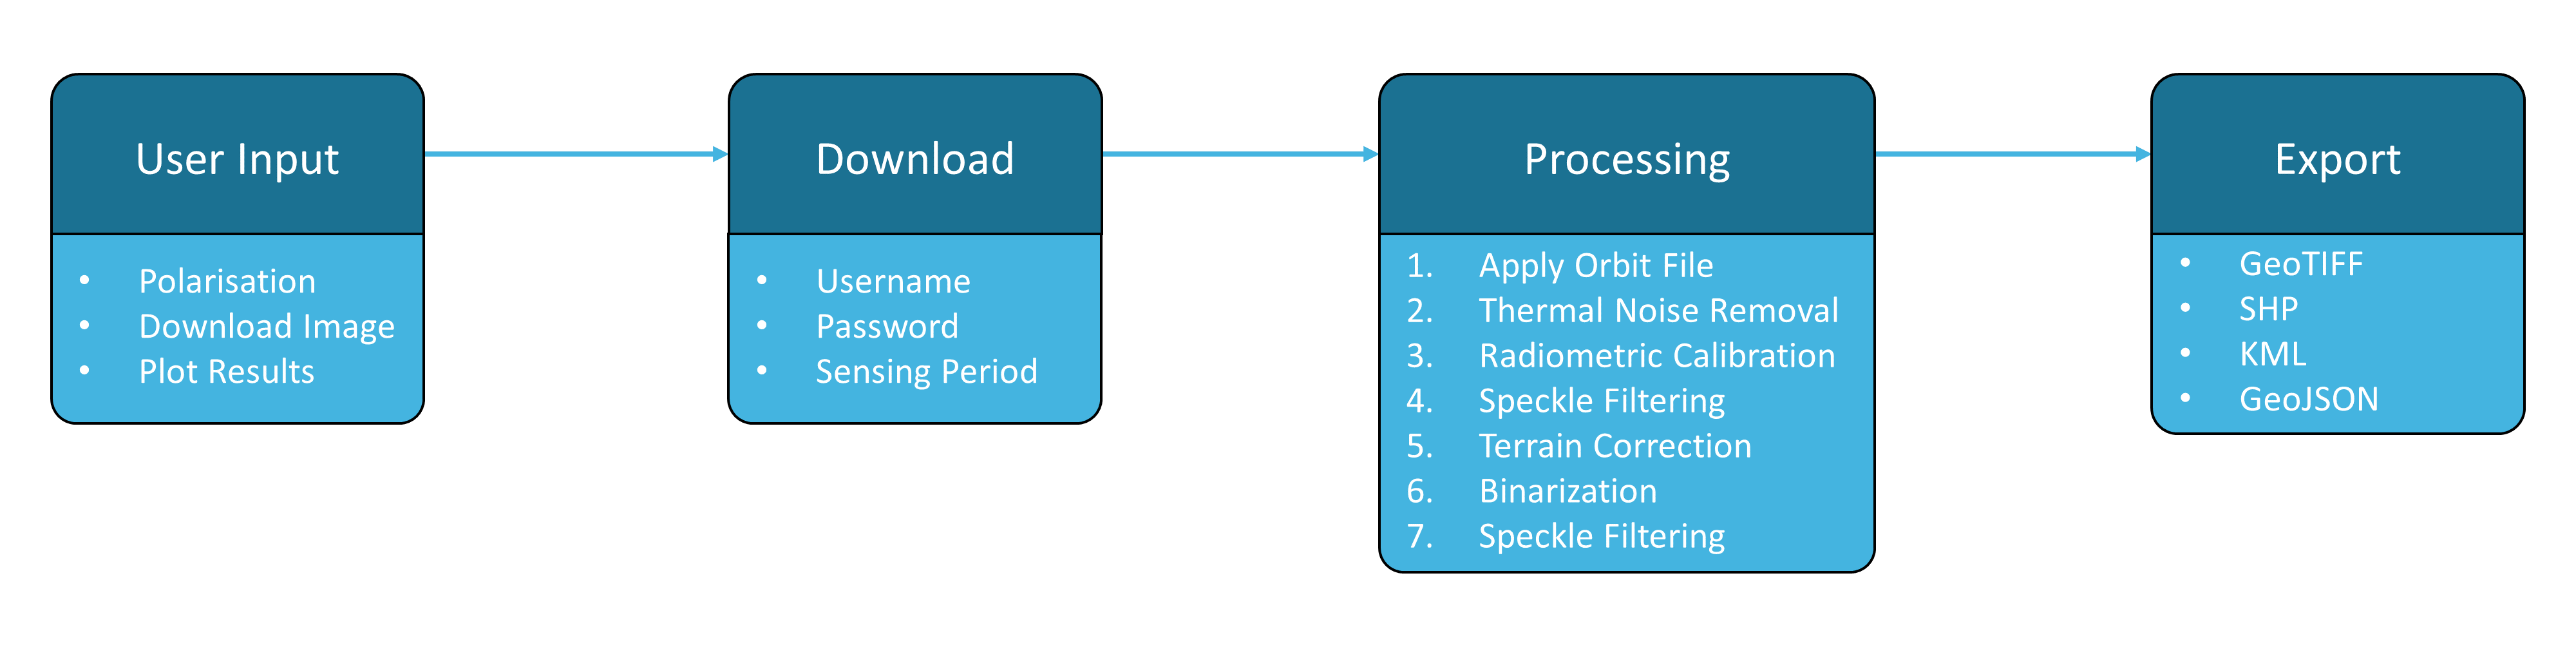 User Input
• Polarisation
• Download Image
• Plot Results
Download
• Username
• Password
• Sensing Period
Processing
1. Apply Orbit File
2. Thermal Noise Removal
3. Radiometric Calibration
4. Speckle Filtering
5. Terrain Correction
6. Binarization
7. Speckle Filtering
Export
• GeoTIFF
• SHP
• KML
• GeoJSON